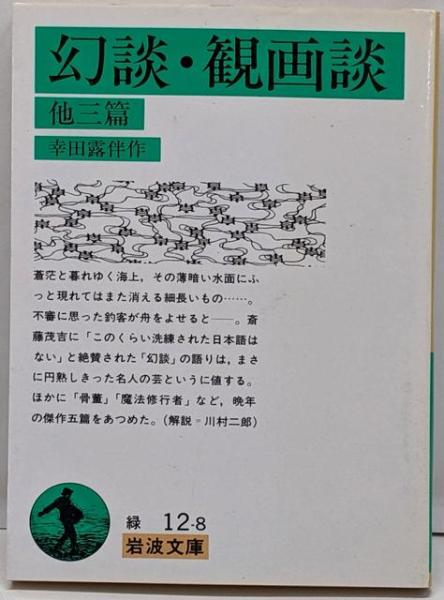 幻談・観画談
他三篇
幸田露伴作
蒼茫と暮れゆく海上，その薄暗い水面にふ
っと現れてはまた消える細長いもの……。
不審に思った釣客が舟をよせると――。斎
藤茂吉に「このくらい洗練された日本語は
ない」と絶賛された「幻談」の語りは，まさ
に円熟しきった名人の芸というに値する。
ほかに「骨董」「魔法修行者」など，晩年
の傑作五篇をあつめた。（解説＝川村二郎）
緑 12-8
岩波文庫